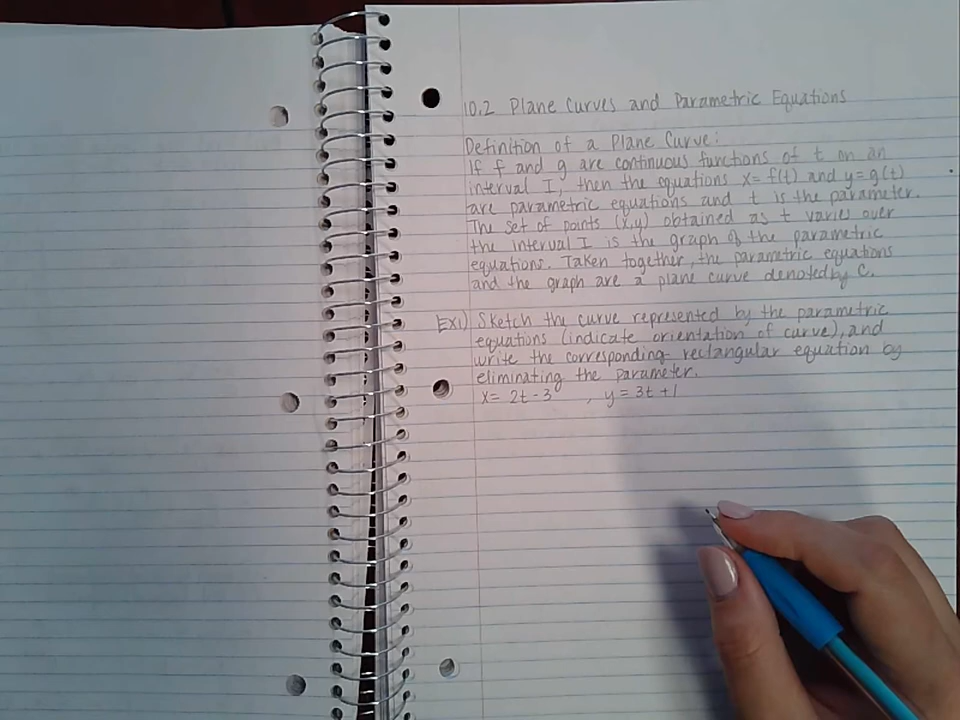 10.2 Plane Curves and Parametric Equations
Definition of a Plane Curve:
If f and g are continuous functions of t on an
interval I, then the equations x=f(t) and y=g(t)
are parametric equations and t is the parameter.
The set of points (x,y) obtained as t varies over
the interval I is the graph of the parametric
equations. Taken together, the parametric equations
and the graph are a plane curve denoted by C.
EX1) Sketch the curve represented by the parametric
equations (indicate orientation of curve), and
write the corresponding rectangular equation by
eliminating the parameter.
x= 2t-3 , y=3t+1